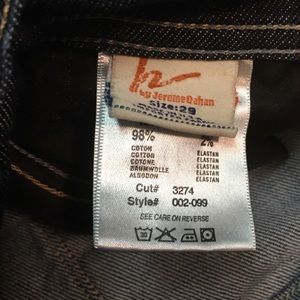 by Jerome Dahan
Size:29
98% 2%
COTON ELASTAN
COTTON ELASTAN
COTONE ELASTAN
BAUMWOLLE ELASTAN
ALGODON ELASTAN
Cut# 3274
Style# 002-099
SEE CARE ON REVERSE
30